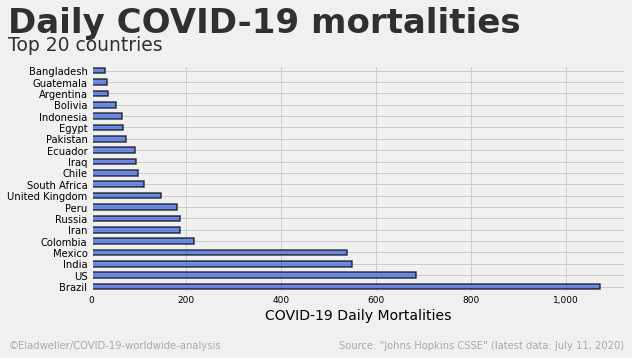 Daily COVID-19 mortalities
Top 20 countries
Bangladesh
Guatemala
Argentina
Bolivia
Indonesia
Egypt
Pakistan
Ecuador
Iraq
Chile
South Africa
United Kingdom
Peru
Russia
Iran
Colombia
Mexico
India
US
Brazil
0 200 400 600 800 1,000
COVID-19 Daily Mortalities
©Eladweller/COVID-19-worldwide-analysis Source: "Johns Hopkins CSSE" (latest data: July 11, 2020)